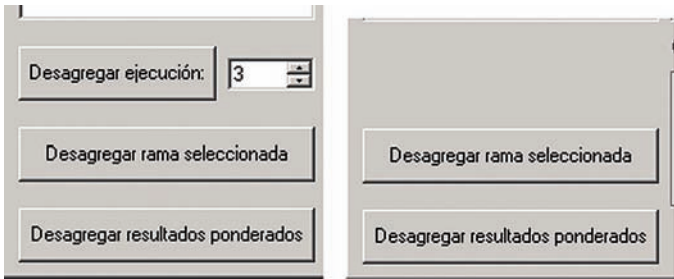 Desagregar ejecución: 3
Desagregar rama seleccionada
Desagregar resultados ponderados
Desagregar rama seleccionada
Desagregar resultados ponderados